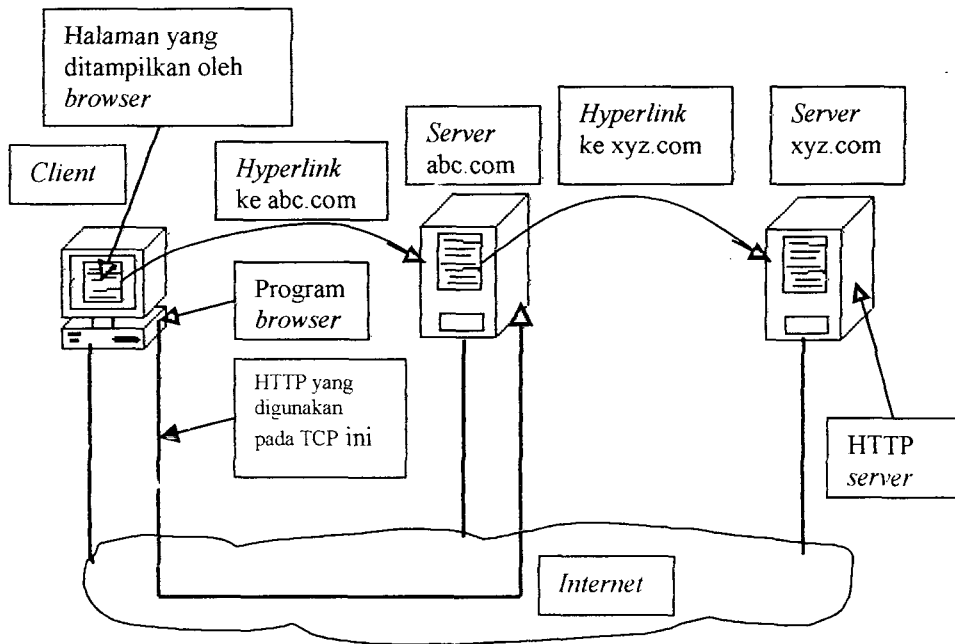 Halaman yang
ditampilkan oleh
browser
Client
Hyperlink
ke abc.com
Server
abc.com
Hyperlink
ke xyz.com
Server
xyz.com
Program
browser
HTTP yang
digunakan
pada TCP ini
HTTP
server
Internet